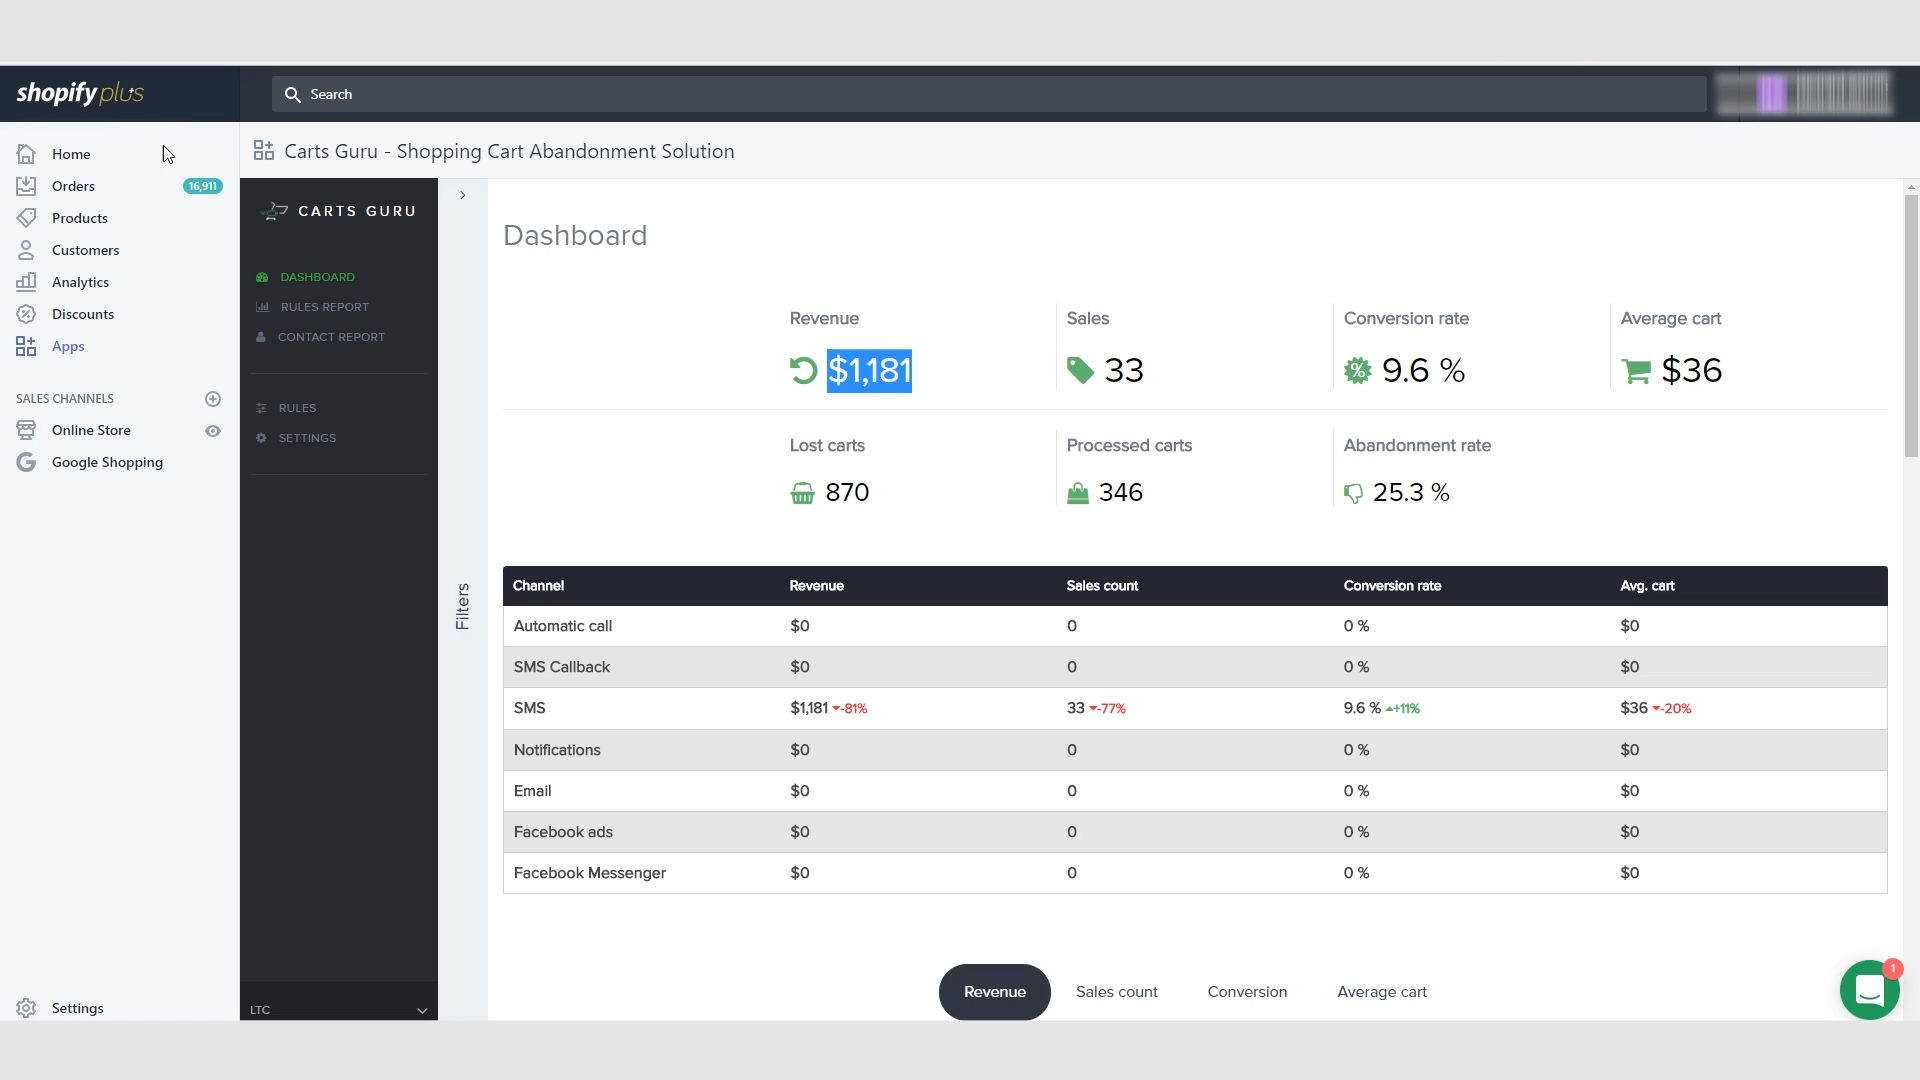 shopifyplus
Search
Home
Orders 16,911
Products
Customers
Analytics
Discounts
Apps
SALES CHANNELS
Online Store
Google Shopping
Settings
Carts Guru - Shopping Cart Abandonment Solution
CARTS GURU
DASHBOARD
RULES REPORT
CONTACT REPORT
RULES
SETTINGS
LTC
Filters
Dashboard
Revenue Sales Conversion rate Average cart
$1,181 33 9.6 % $36
Lost carts Processed carts Abandonment rate
870 346 25.3 %
Channel Revenue Sales count Conversion rate Avg. cart
Automatic call $0 0 0 % $0
SMS Callback $0 0 0 % $0
SMS $1,181 -81% 33 -77% 9.6 % +11% $36 -20%
Notifications $0 0 0 % $0
Email $0 0 0 % $0
Facebook ads $0 0 0 % $0
Facebook Messenger $0 0 0 % $0
Revenue Sales count Conversion Average cart
1